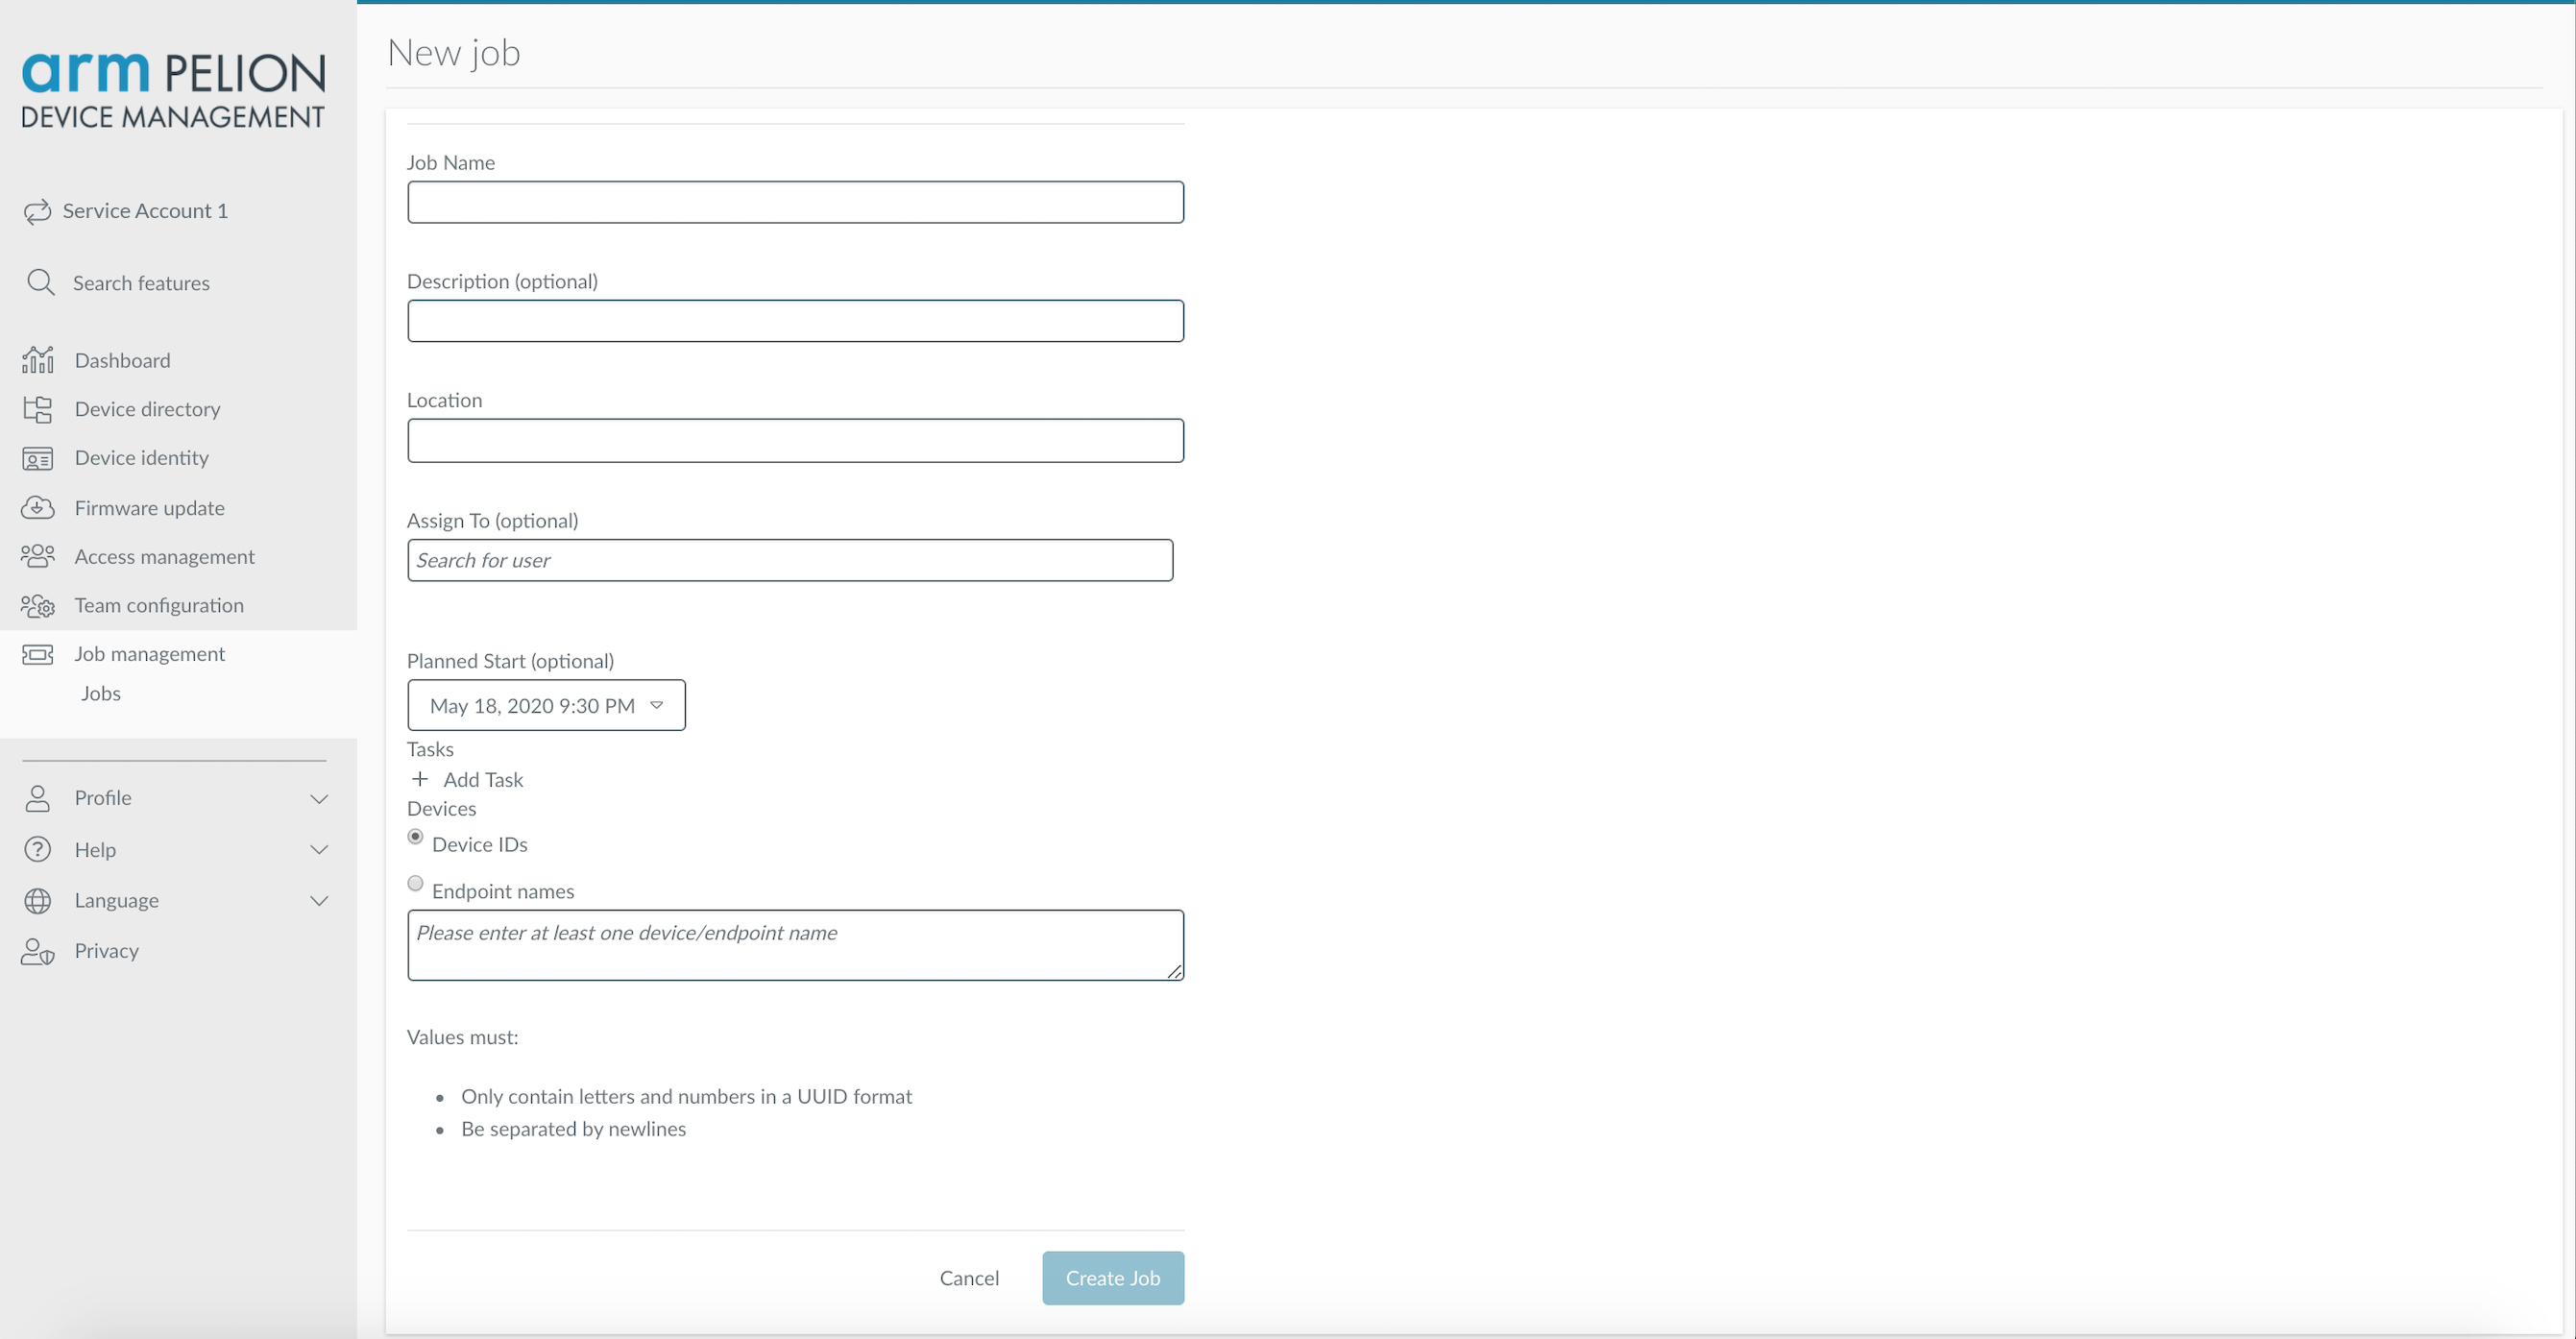 arm PELION
DEVICE MANAGEMENT
Service Account 1
Search features
Dashboard
Device directory
Device identity
Firmware update
Access management
Team configuration
Job management
Jobs
Profile
Help
Language
Privacy
New job
Job Name
Description (optional)
Location
Assign To (optional)
Search for user
Planned Start (optional)
May 18, 2020 9:30 PM
Tasks
+ Add Task
Devices
Device IDs
Endpoint names
Please enter at least one device/endpoint name
Values must:
• Only contain letters and numbers in a UUID format
• Be separated by newlines
Cancel
Create Job